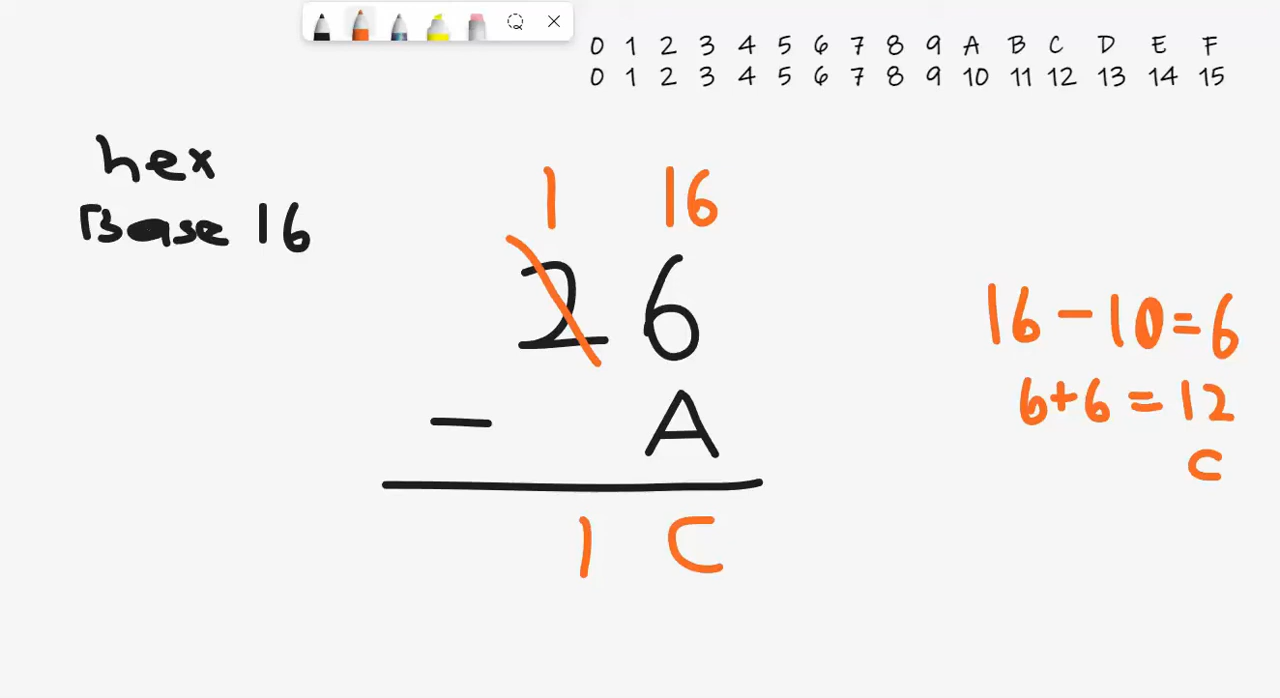 0 1 2 3 4 5 6 7 8 9 A B C D E F
0 1 2 3 4 5 6 7 8 9 10 11 12 13 14 15
hex
Base 16
1 16
2 6
- A
1 C
16 - 10 = 6
6 + 6 = 12
C